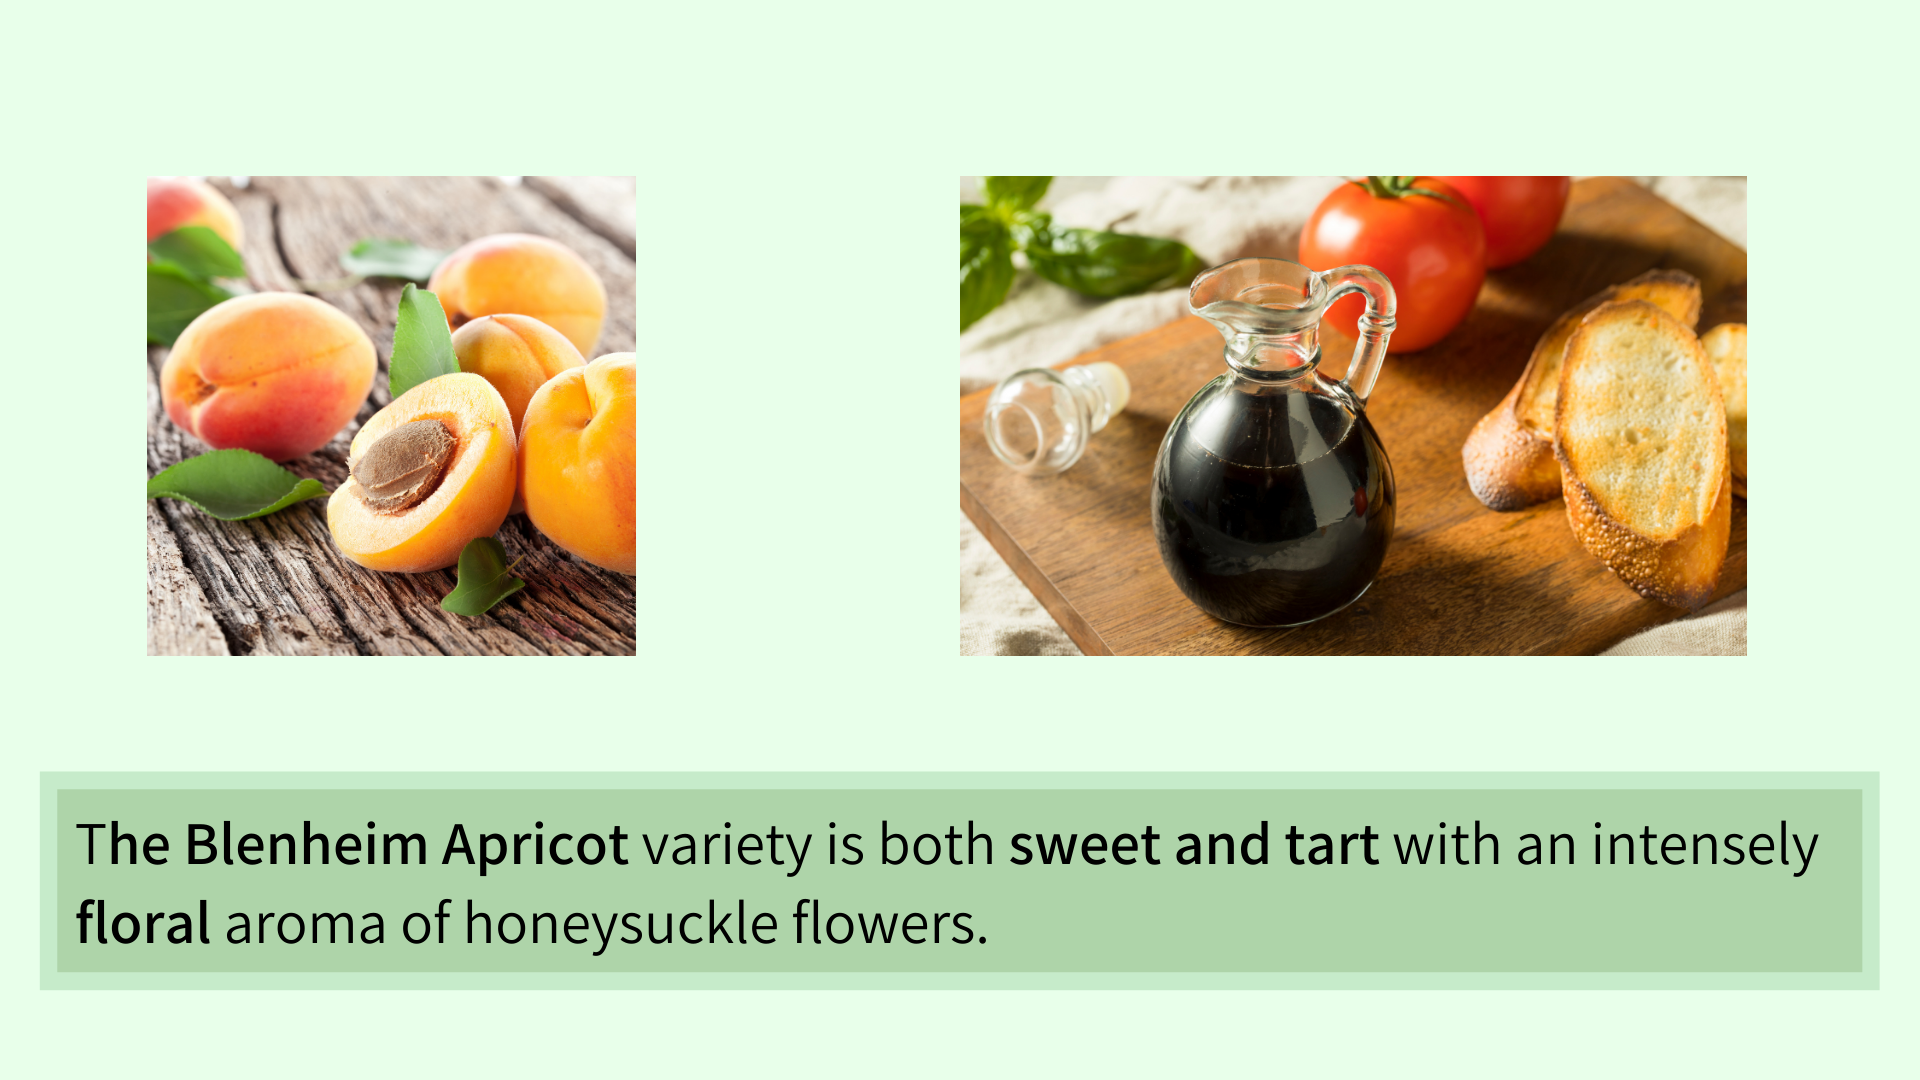 The Blenheim Apricot variety is both sweet and tart with an intensely
floral aroma of honeysuckle flowers.